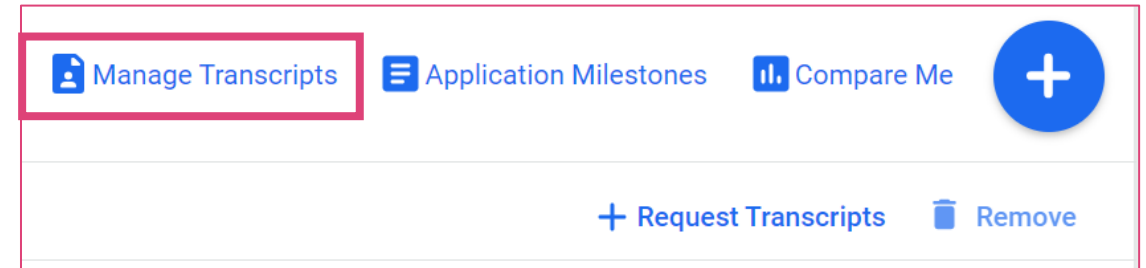 Manage Transcripts Application Milestones Compare Me
Request Transcripts Remove